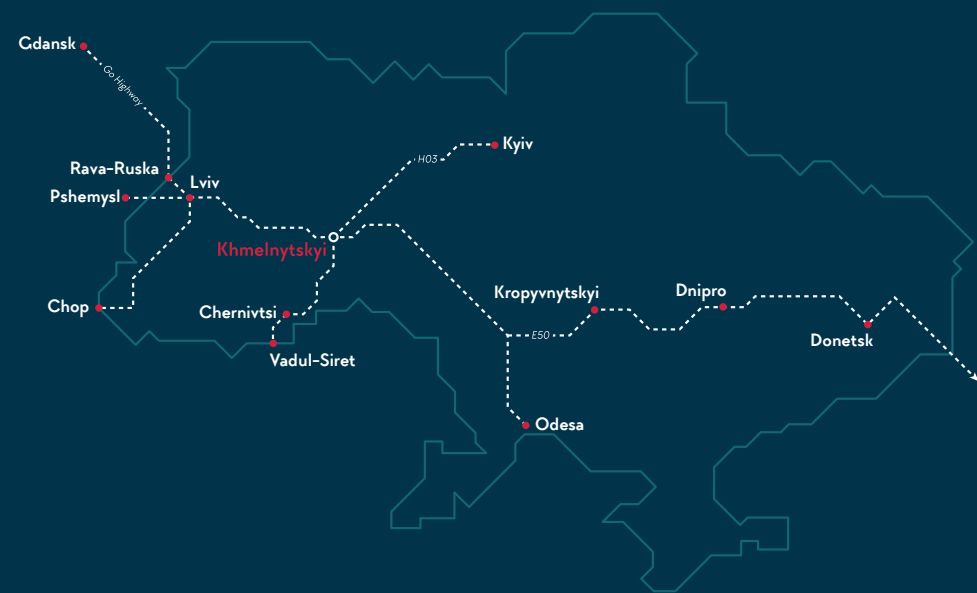 Gdansk
Go Highway
Kyiv
H03
Rava-Ruska
Lviv
Pshemysl
Khmelnytskyi
Kropyvnytskyi
Dnipro
Chop
Chernivtsi
E50
Donetsk
Vadul-Siret
Odesa